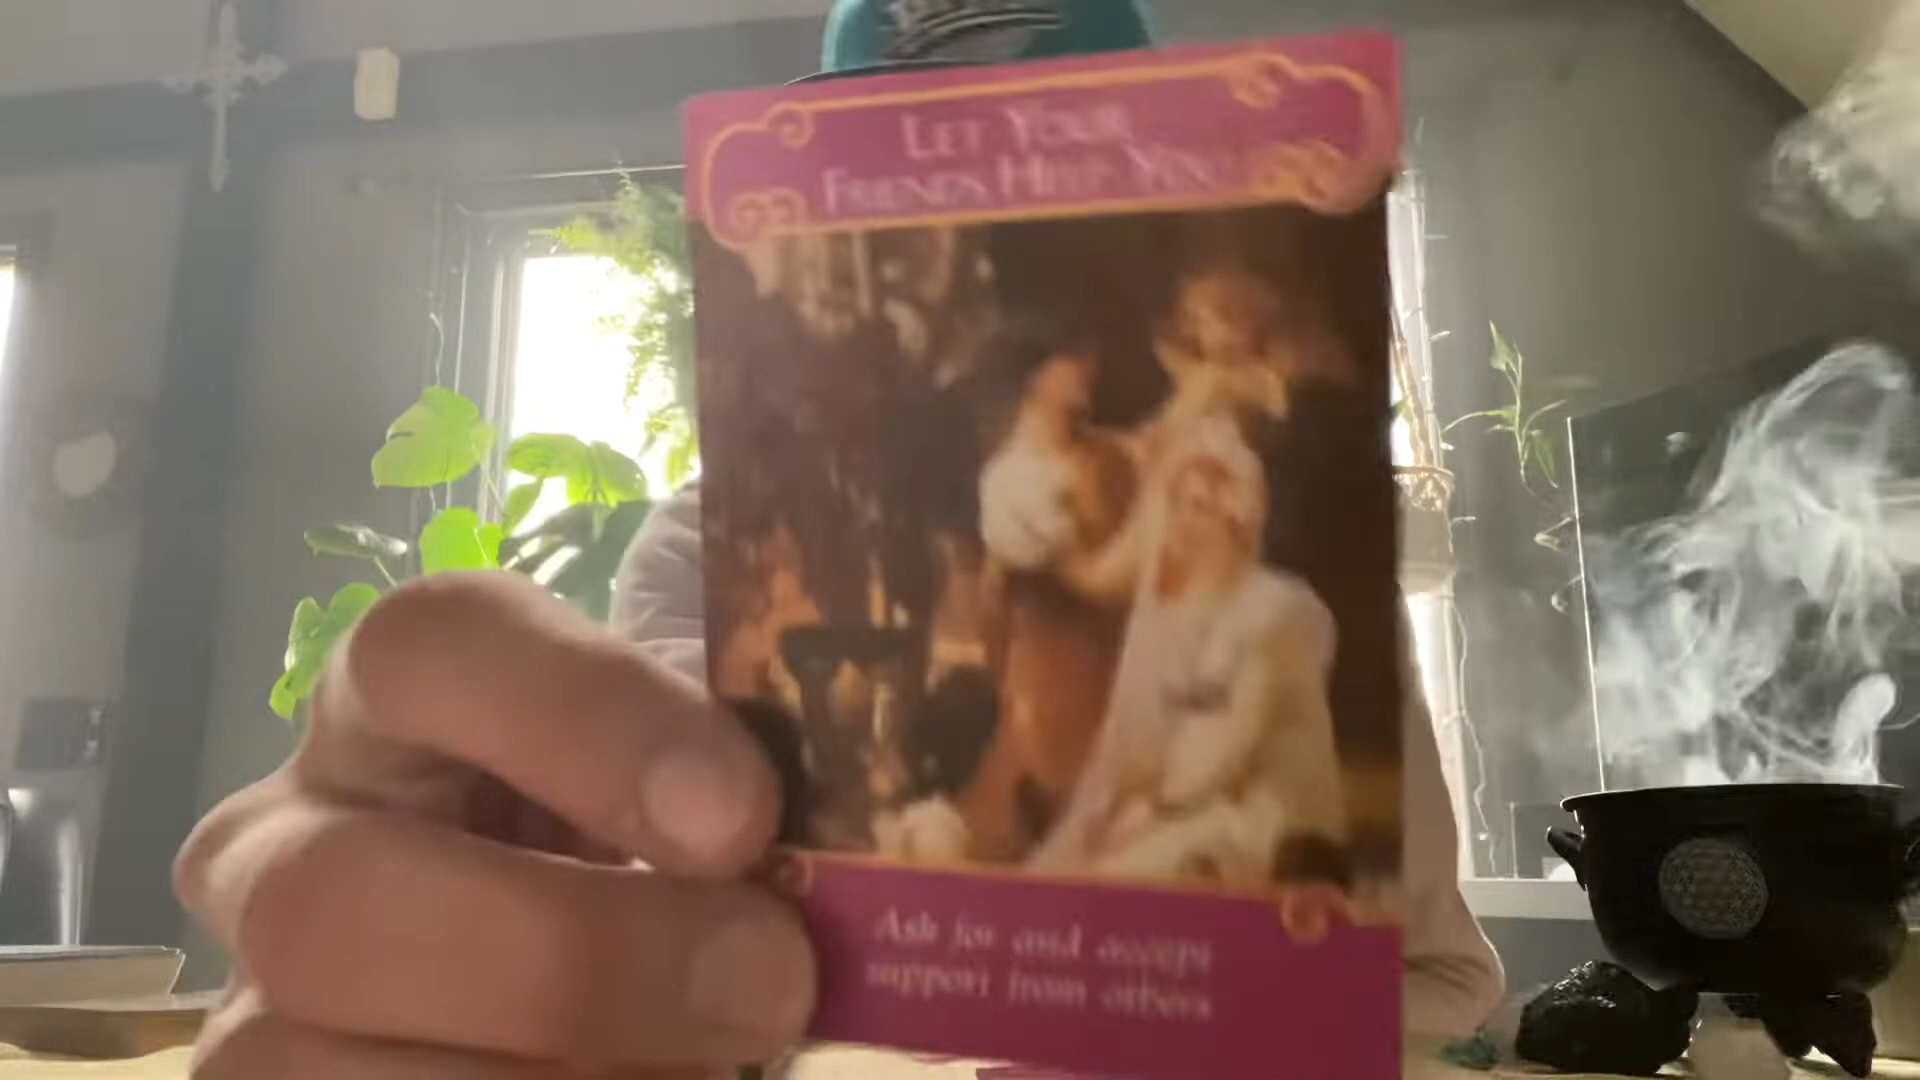 LET YOUR
FRIENDS HELP YOU
Ask for and accept
support from others